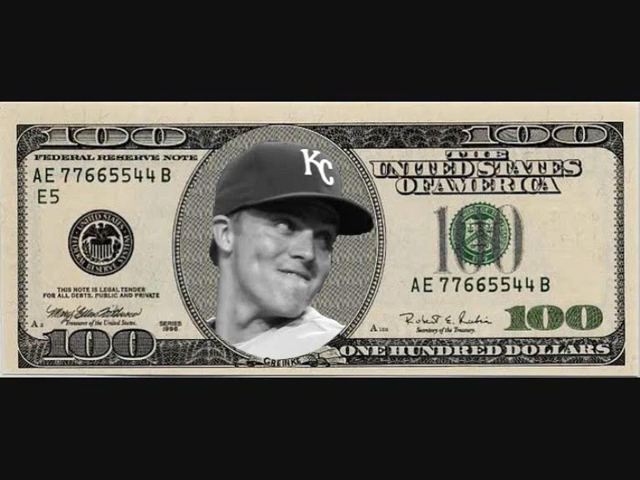 100
100
FEDERAL RESERVE NOTE
THE
UNITED STATES
OF AMERICA
AE 77665544 B
E5
KC
100
THIS NOTE IS LEGAL TENDER
FOR ALL DEBTS, PUBLIC AND PRIVATE
Treasurer of the United States.
SERIES
1996
AE 77665544 B
Robert E. Rubin
Secretary of the Treasury.
100
100
GREINKE
ONE HUNDRED DOLLARS